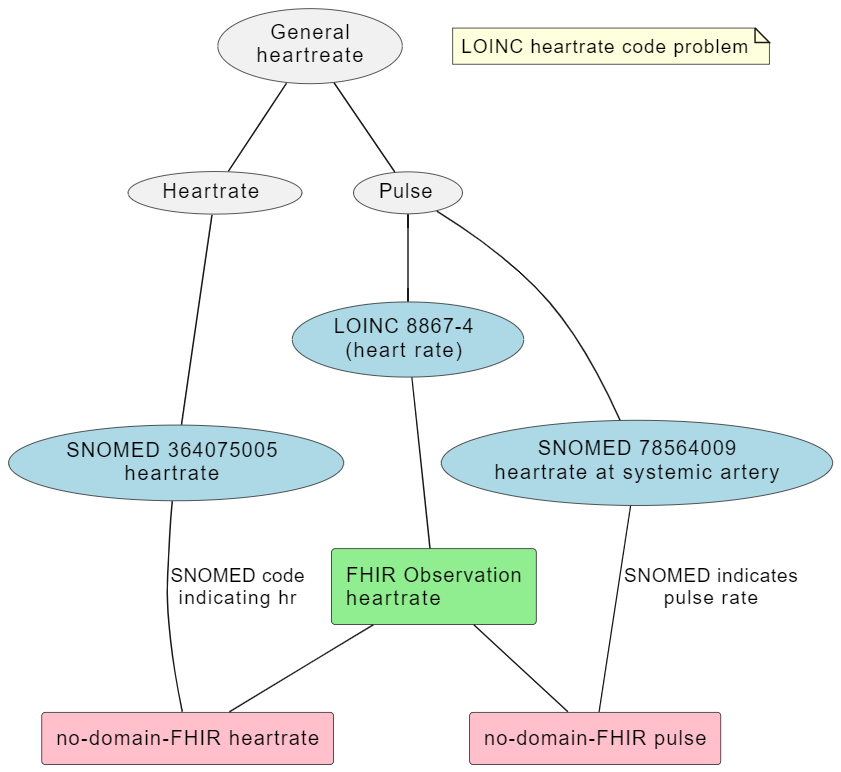 General
heartreate
LOINC heartrate code problem
Heartrate
Pulse
LOINC 8867-4
(heart rate)
SNOMED 364075005
heartrate
SNOMED 78564009
heartrate at systemic artery
SNOMED code
indicating hr
FHIR Observation
heartrate
SNOMED indicates
pulse rate
no-domain-FHIR heartrate
no-domain-FHIR pulse